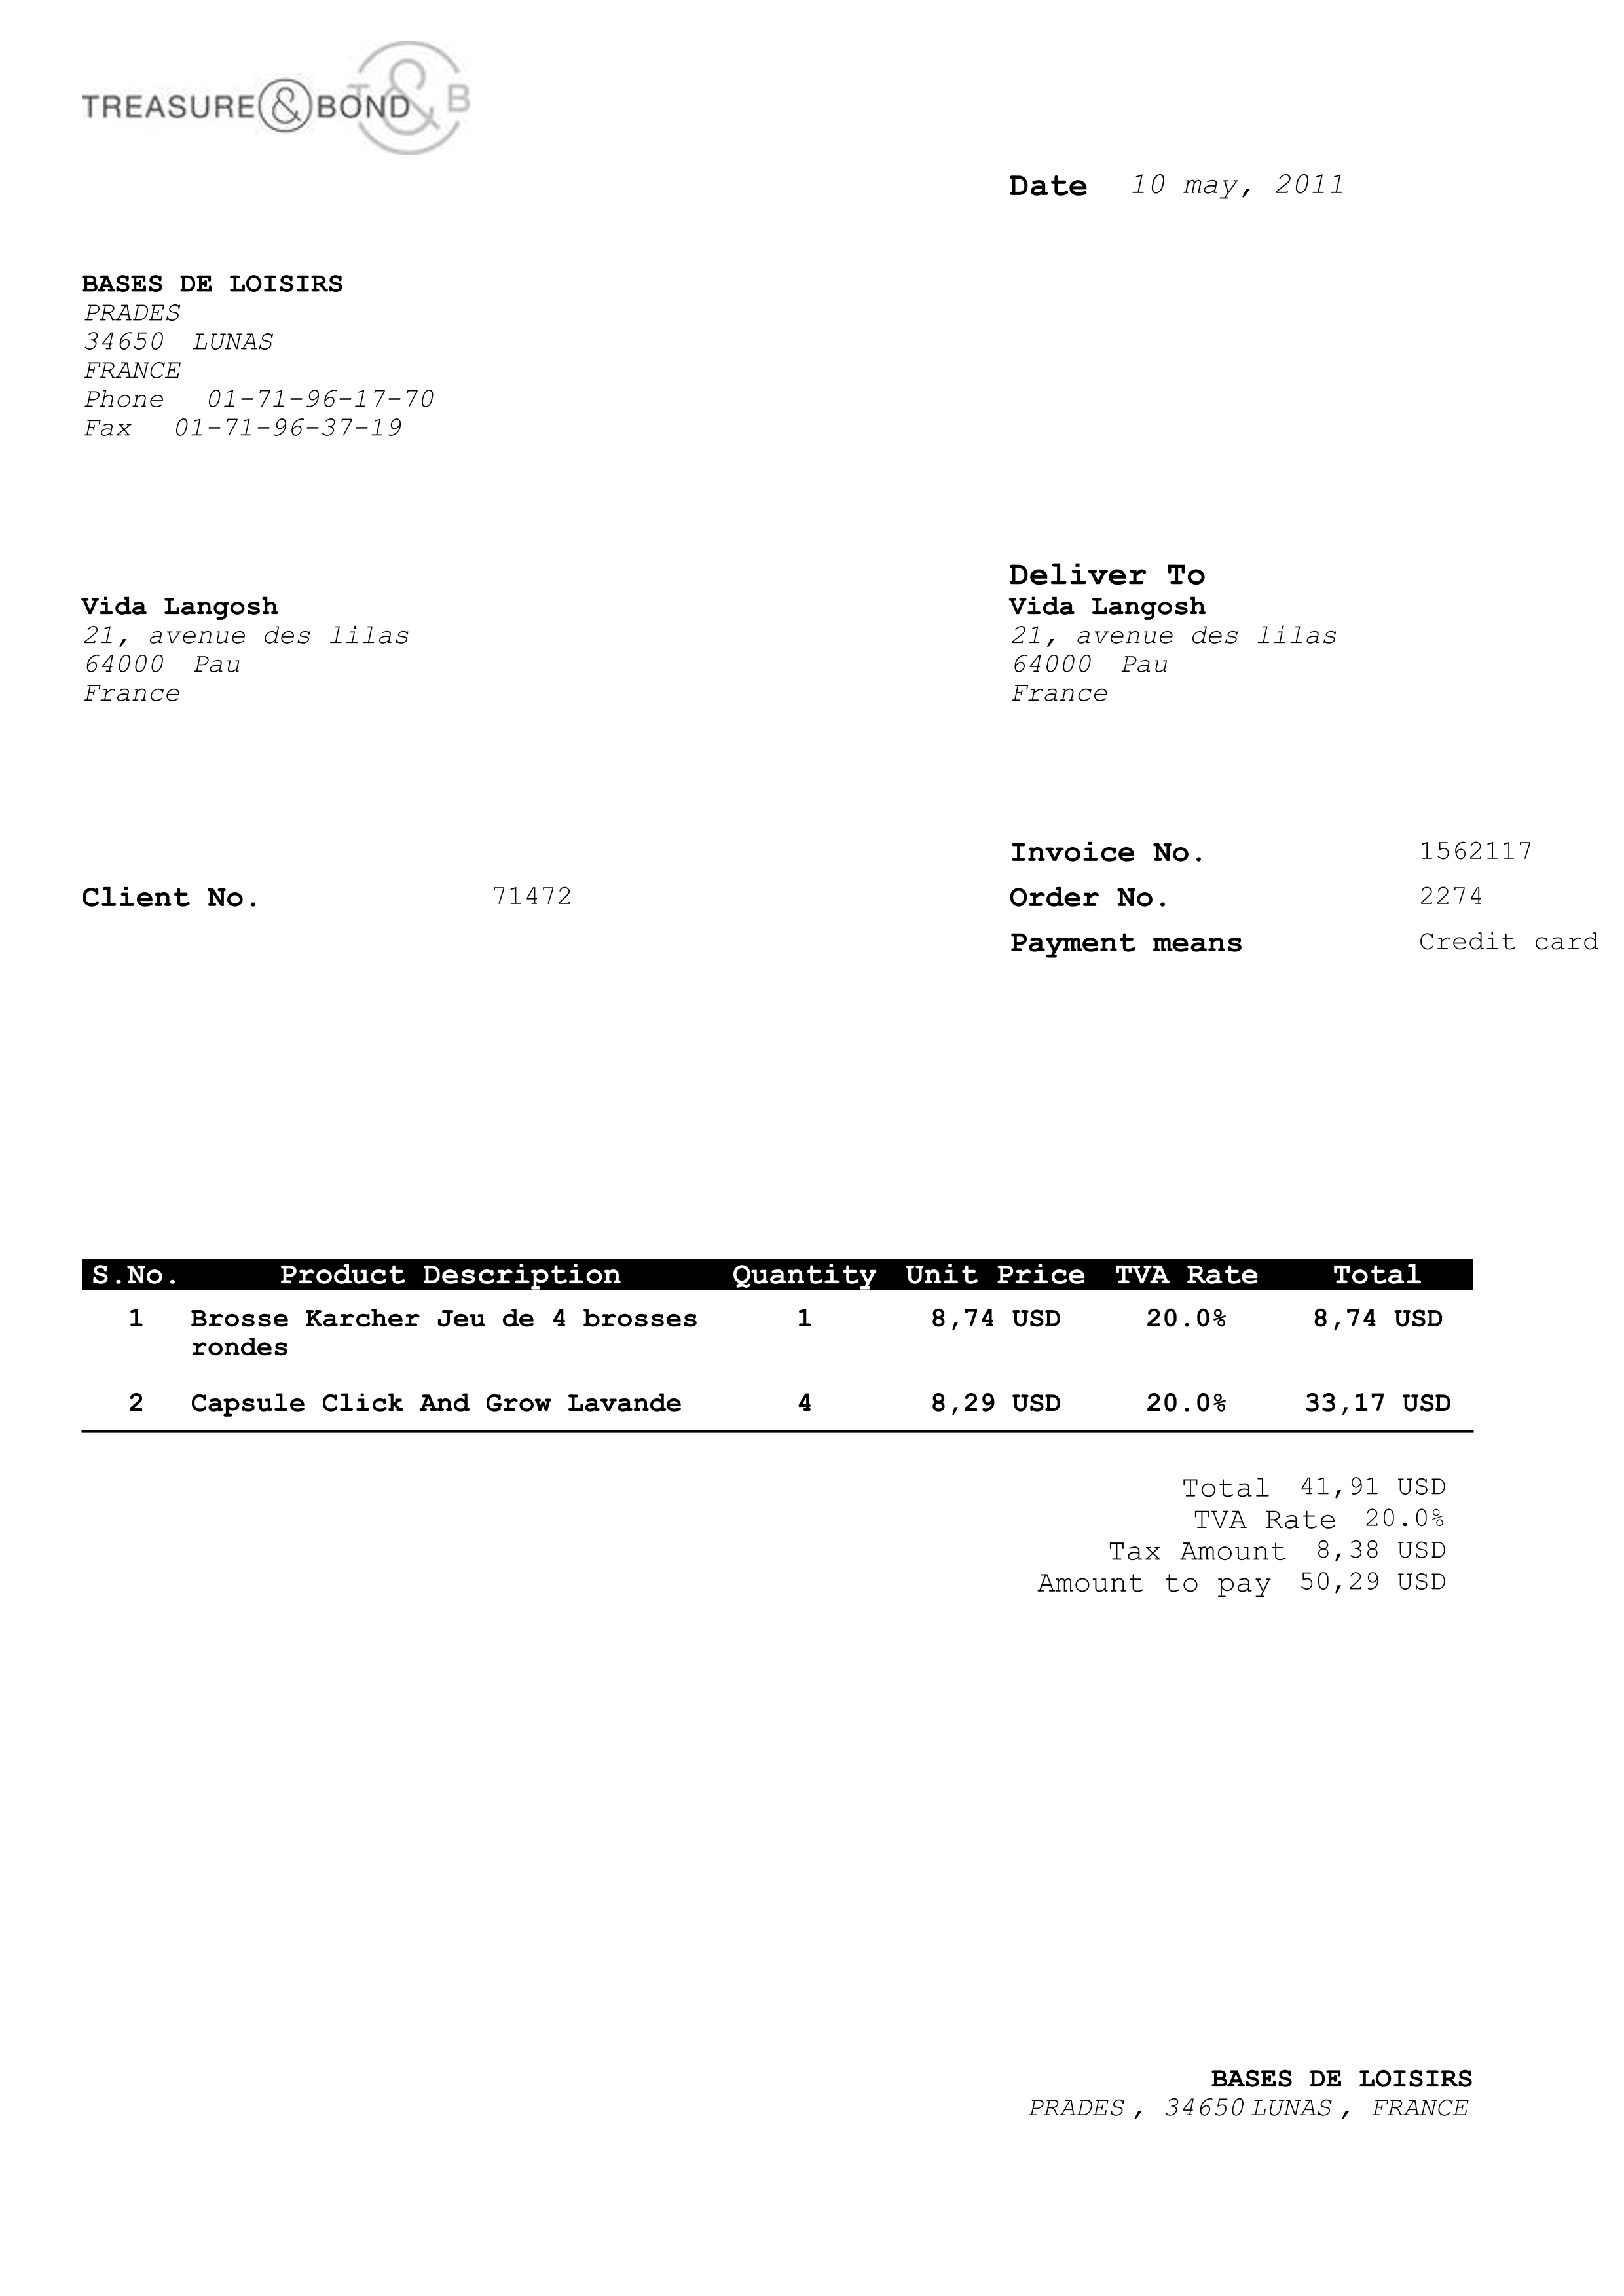 TREASURE & BOND T & B
Date 10 may, 2011
BASES DE LOISIRS
PRADES
34650 LUNAS
FRANCE
Phone 01-71-96-17-70
Fax 01-71-96-37-19
Deliver To
Vida Langosh Vida Langosh
21, avenue des lilas 21, avenue des lilas
64000 Pau 64000 Pau
France France
Invoice No. 1562117
Client No. 71472 Order No. 2274
Payment means Credit card
S.No. Product Description Quantity Unit Price TVA Rate Total
1 Brosse Karcher Jeu de 4 brosses 1 8,74 USD 20.0% 8,74 USD
rondes
2 Capsule Click And Grow Lavande 4 8,29 USD 20.0% 33,17 USD
Total 41,91 USD
TVA Rate 20.0%
Tax Amount 8,38 USD
Amount to pay 50,29 USD
BASES DE LOISIRS
PRADES , 34650 LUNAS , FRANCE